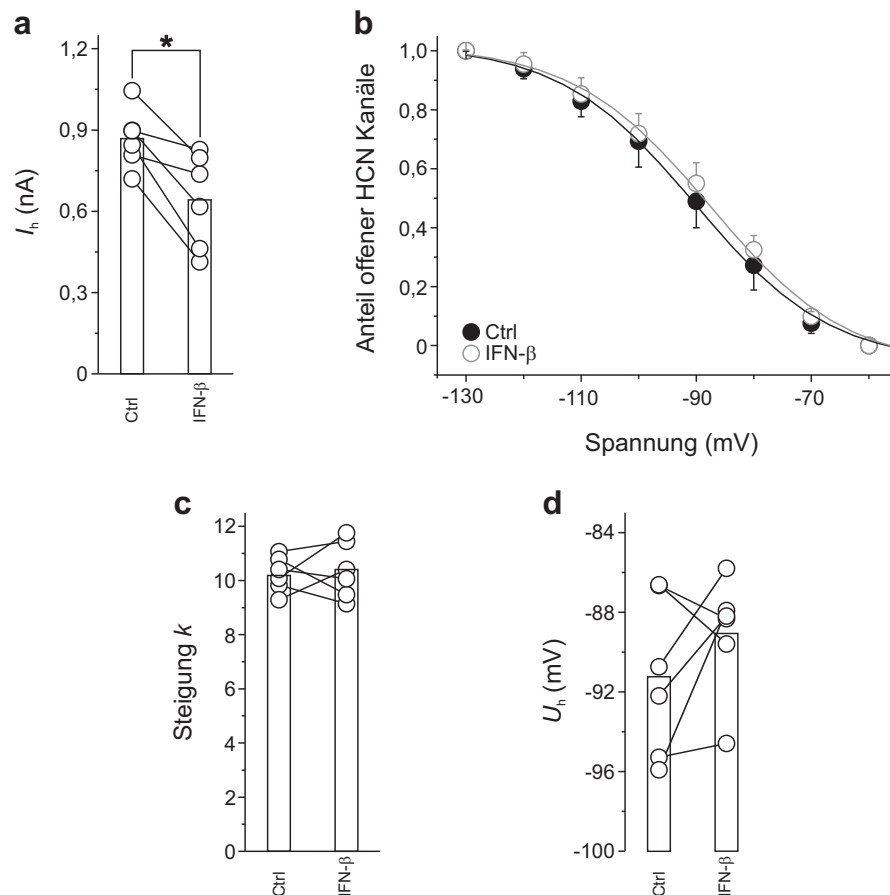 a
*
1,2
0,9
0,6
0,3
0
I_h (nA)
Ctrl
IFN-β
b
1,0
0,8
0,6
0,4
0,2
0
Anteil offener HCN Kanäle
Ctrl
IFN-β
-130
-110
-90
-70
Spannung (mV)
c
12
10
8
6
4
2
0
Steigung k
Ctrl
IFN-β
d
-84
-88
-92
-96
-100
U_h (mV)
Ctrl
IFN-β